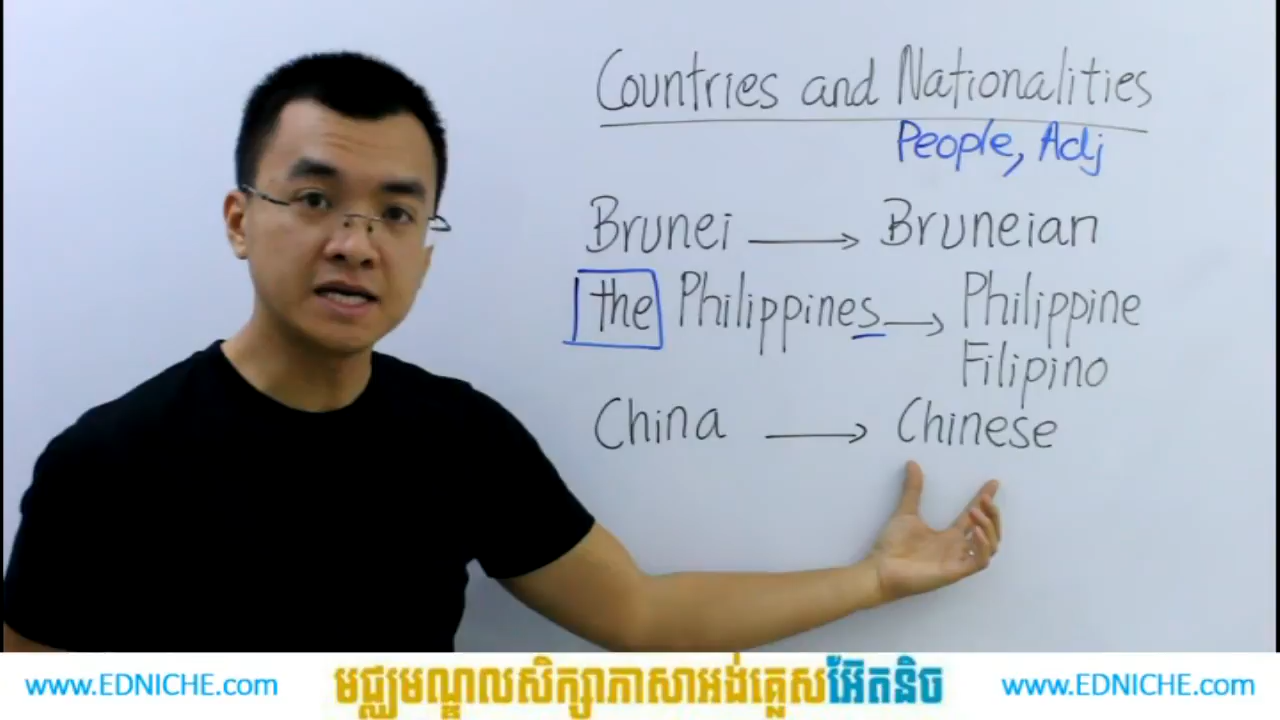 Countries and Nationalities
People, Adj
Brunei → Bruneian
the Philippines → Philippine
Filipino
China → Chinese
www.EDNICHE.com មជ្ឈមណ្ឌលសិក្សាភាសាអង់គ្លេសអ៊ែតនិច www.EDNICHE.com